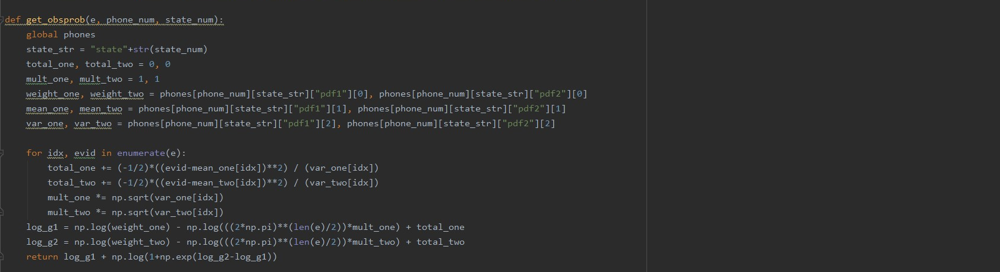 def get_obsprob(e, phone_num, state_num):
    global phones
    state_str = "state"+str(state_num)
    total_one, total_two = 0, 0
    mult_one, mult_two = 1, 1
    weight_one, weight_two = phones[phone_num][state_str]["pdf1"][0], phones[phone_num][state_str]["pdf2"][0]
    mean_one, mean_two = phones[phone_num][state_str]["pdf1"][1], phones[phone_num][state_str]["pdf2"][1]
    var_one, var_two = phones[phone_num][state_str]["pdf1"][2], phones[phone_num][state_str]["pdf2"][2]

    for idx, evid in enumerate(e):
        total_one += (-1/2)*((evid-mean_one[idx])**2) / (var_one[idx])
        total_two += (-1/2)*((evid-mean_two[idx])**2) / (var_two[idx])
        mult_one *= np.sqrt(var_one[idx])
        mult_two *= np.sqrt(var_two[idx])
    log_g1 = np.log(weight_one) - np.log(((2*np.pi)**(len(e)/2))*mult_one) + total_one
    log_g2 = np.log(weight_two) - np.log(((2*np.pi)**(len(e)/2))*mult_two) + total_two
    return log_g1 + np.log(1+np.exp(log_g2-log_g1))